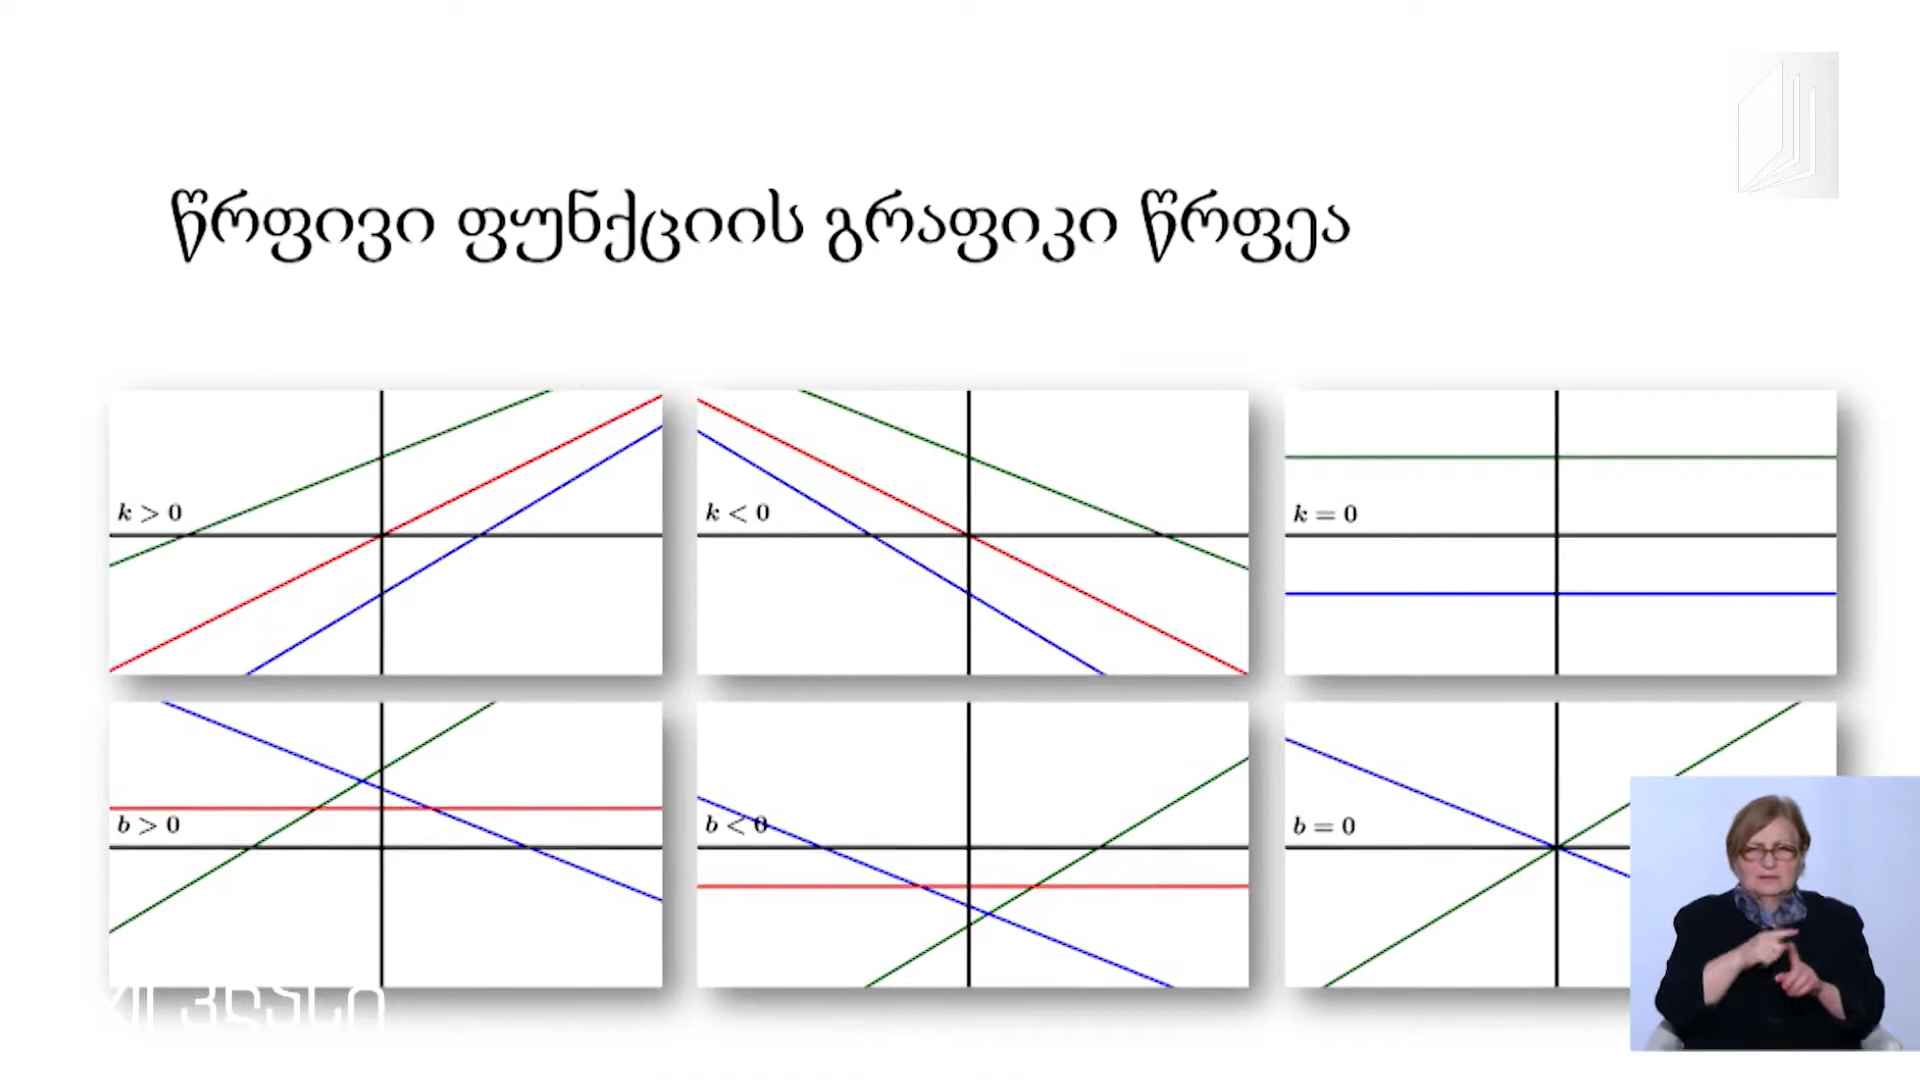 წრფივი ფუნქციის გრაფიკი წრფეა
k > 0
k < 0
k = 0
b > 0
b < 0
b = 0